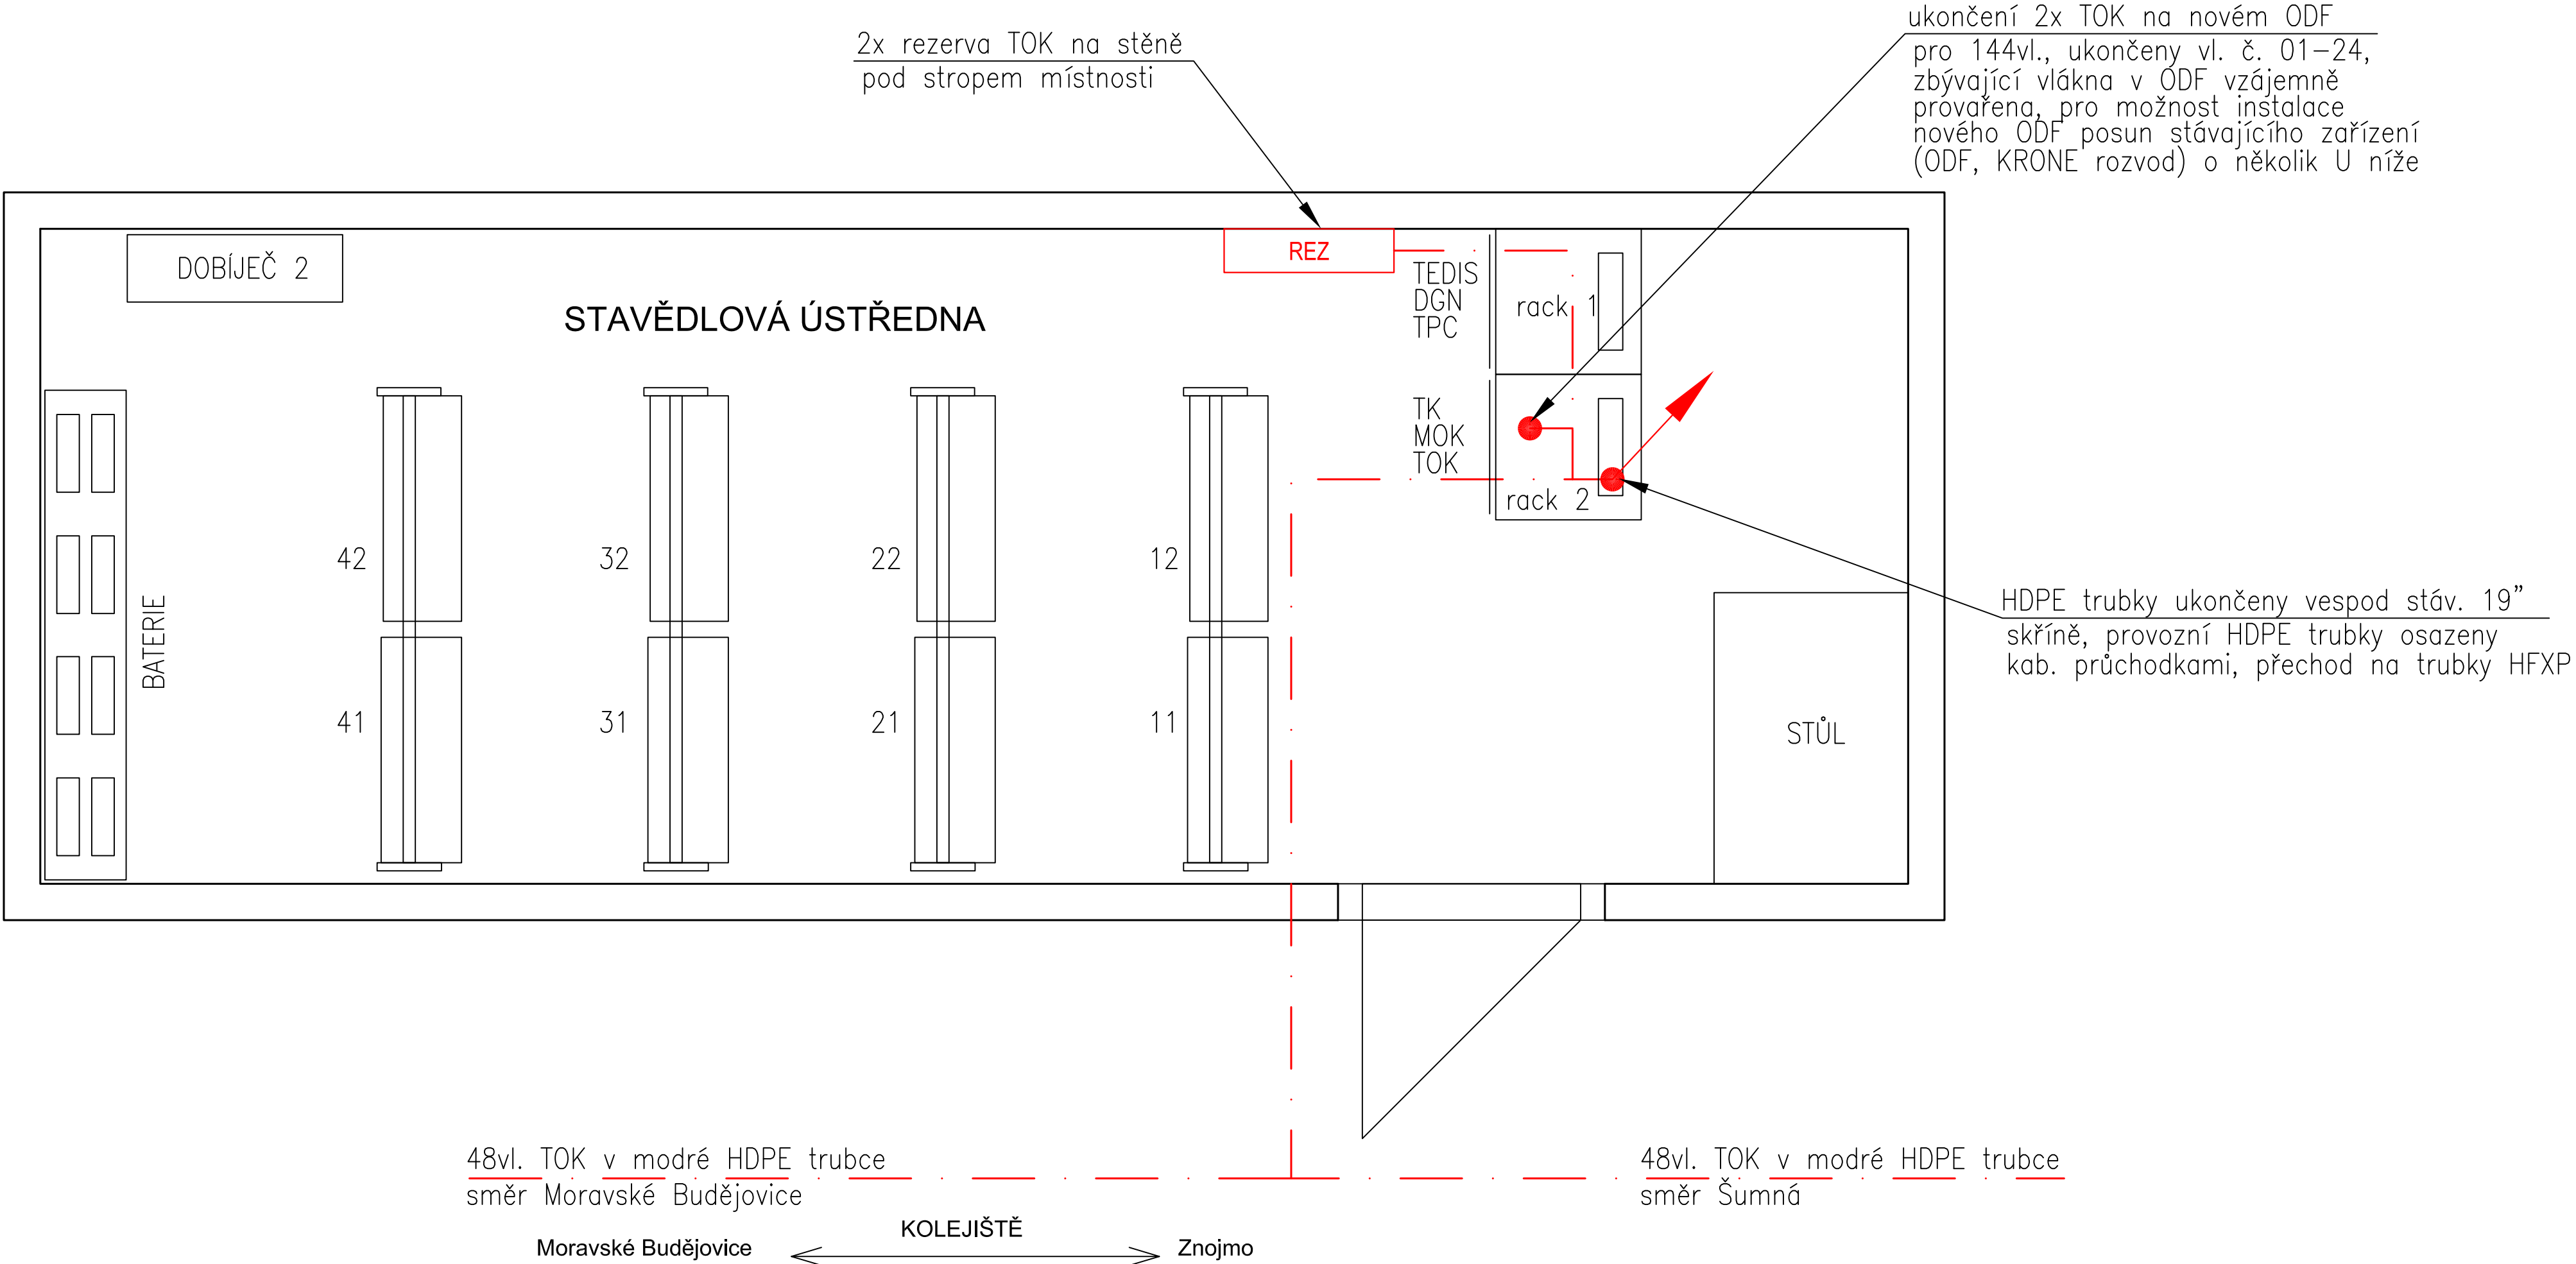 ukončení 2x TOK na novém ODF
pro 144vl., ukončeny vl. č. 01-24,
zbývající vlákna v ODF vzájemně
provařena, pro možnost instalace
nového ODF posun stávajícího zařízení
(ODF, KRONE rozvod) o několik U níže
2x rezerva TOK na stěně
pod stropem místnosti
DOBÍJEČ 2
REZ
STAVĚDLOVÁ ÚSTŘEDNA
TEDIS
DGN
TPC
rack 1
TK
MOK
TOK
rack 2
42
32
22
12
BATERIE
41
31
21
11
HDPE trubky ukončeny vespod stáv. 19"
skříně, provozní HDPE trubky osazeny
kab. průchodkami, přechod na trubky HFXP
STŮL
48vl. TOK v modré HDPE trubce
směr Moravské Budějovice
48vl. TOK v modré HDPE trubce
směr Šumná
KOLEJIŠTĚ
Moravské Budějovice
Znojmo